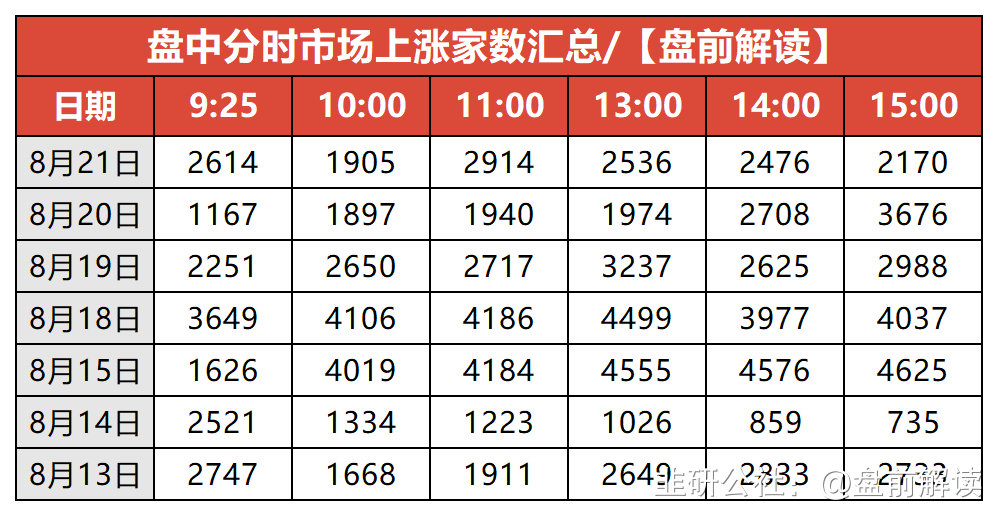 盘中分时市场上涨家数汇总/【盘前解读】
日期 9:25 10:00 11:00 13:00 14:00 15:00
8月21日 2614 1905 2914 2536 2476 2170
8月20日 1167 1897 1940 1974 2708 3676
8月19日 2251 2650 2717 3237 2625 2988
8月18日 3649 4106 4186 4499 3977 4037
8月15日 1626 4019 4184 4555 4576 4625
8月14日 2521 1334 1223 1026 859 735
8月13日 2747 1668 1911 2649 2833 2733
韭研公社：@盘前解读